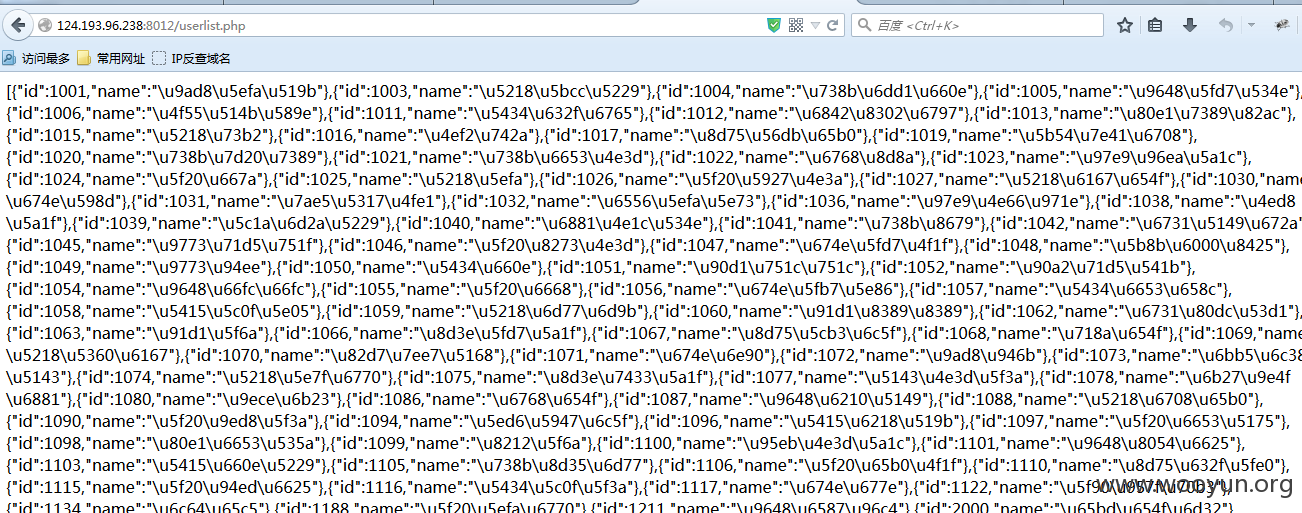 124.193.96.238:8012/userlist.php
百度 <Ctrl+K>
访问最多 常用网址 IP反查域名
[{"id":1001,"name":"\u9ad8\u5efa\u519b"},{"id":1003,"name":"\u5218\u5bcc\u5229"},{"id":1004,"name":"\u738b\u6dd1\u660e"},{"id":1005,"name":"\u9648\u5fd7\u534e"},
{"id":1006,"name":"\u4f55\u514b\u589e"},{"id":1011,"name":"\u5434\u632f\u6765"},{"id":1012,"name":"\u6842\u8302\u6797"},{"id":1013,"name":"\u80e1\u7389\u82ac"},
{"id":1015,"name":"\u5218\u73b2"},{"id":1016,"name":"\u4ef2\u742a"},{"id":1017,"name":"\u8d75\u56db\u65b0"},{"id":1019,"name":"\u5b54\u7e41\u6708"},
{"id":1020,"name":"\u738b\u7d20\u7389"},{"id":1021,"name":"\u738b\u6653\u4e3d"},{"id":1022,"name":"\u6768\u8d8a"},{"id":1023,"name":"\u97e9\u96ea\u5a1c"},
{"id":1024,"name":"\u5f20\u667a"},{"id":1025,"name":"\u5218\u5efa"},{"id":1026,"name":"\u5f20\u5927\u4e3a"},{"id":1027,"name":"\u5218\u6167\u654f"},{"id":1030,"name
\u674e\u598d"},{"id":1031,"name":"\u7ae5\u5317\u4fe1"},{"id":1032,"name":"\u6556\u5efa\u5e73"},{"id":1036,"name":"\u97e9\u4e66\u971e"},{"id":1038,"name":"\u4ed8
\u5a1f"},{"id":1039,"name":"\u5c1a\u6d2a\u5229"},{"id":1040,"name":"\u6881\u4e1c\u534e"},{"id":1041,"name":"\u738b\u8679"},{"id":1042,"name":"\u6731\u5149\u672a"
{"id":1045,"name":"\u9773\u71d5\u751f"},{"id":1046,"name":"\u5f20\u8273\u4e3d"},{"id":1047,"name":"\u674e\u5fd7\u4f1f"},{"id":1048,"name":"\u5b8b\u6000\u8425"},
{"id":1049,"name":"\u9773\u94ee"},{"id":1050,"name":"\u5434\u660e"},{"id":1051,"name":"\u90d1\u751c\u751c"},{"id":1052,"name":"\u90a2\u71d5\u541b"},
{"id":1054,"name":"\u9648\u66fc\u66fc"},{"id":1055,"name":"\u5f20\u6668"},{"id":1056,"name":"\u674e\u5fb7\u5e86"},{"id":1057,"name":"\u5434\u6653\u658c"},
{"id":1058,"name":"\u5415\u5c0f\u5e05"},{"id":1059,"name":"\u5218\u6d77\u6d9b"},{"id":1060,"name":"\u91d1\u8389\u8389"},{"id":1062,"name":"\u6731\u80dc\u53d1"},
{"id":1063,"name":"\u91d1\u5f6a"},{"id":1066,"name":"\u8d3e\u5fd7\u5a1f"},{"id":1067,"name":"\u8d75\u5cb3\u6c5f"},{"id":1068,"name":"\u718a\u654f"},{"id":1069,"name
\u5218\u5360\u6167"},{"id":1070,"name":"\u82d7\u7ee7\u5168"},{"id":1071,"name":"\u674e\u6e90"},{"id":1072,"name":"\u9ad8\u946b"},{"id":1073,"name":"\u6bb5\u6c38
\u5143"},{"id":1074,"name":"\u5218\u5e7f\u6770"},{"id":1075,"name":"\u8d3e\u7433\u5a1f"},{"id":1077,"name":"\u5143\u4e3d\u5f3a"},{"id":1078,"name":"\u6b27\u9e4f
\u6881"},{"id":1080,"name":"\u9ece\u6b23"},{"id":1086,"name":"\u6768\u654f"},{"id":1087,"name":"\u9648\u6210\u5149"},{"id":1088,"name":"\u5218\u6708\u65b0"},
{"id":1090,"name":"\u5f20\u9ed8\u5f3a"},{"id":1094,"name":"\u5ed6\u5947\u6c5f"},{"id":1096,"name":"\u5415\u6218\u519b"},{"id":1097,"name":"\u5f20\u6653\u5175"},
{"id":1098,"name":"\u80e1\u6653\u535a"},{"id":1099,"name":"\u8212\u5f6a"},{"id":1100,"name":"\u95eb\u4e3d\u5a1c"},{"id":1101,"name":"\u9648\u8054\u6625"},
{"id":1103,"name":"\u5415\u660e\u5229"},{"id":1105,"name":"\u738b\u8d35\u6d77"},{"id":1106,"name":"\u5f20\u65b0\u4f1f"},{"id":1110,"name":"\u8d75\u632f\u5fe0"},
{"id":1115,"name":"\u5f20\u94ed\u6625"},{"id":1116,"name":"\u5434\u5c0f\u5f3a"},{"id":1117,"name":"\u674e\u677e"},{"id":1122,"name":
www.wooyun.org
{"id":1134,"name":"\u6c64\u65c5"},{"id":1188,"name":"\u5f20\u5efa\u6770"},{"id":1211,"name":"\u9648\u6587\u96c4"},{"id":2000,"name":"\u65bd\u654f\u6d32"},